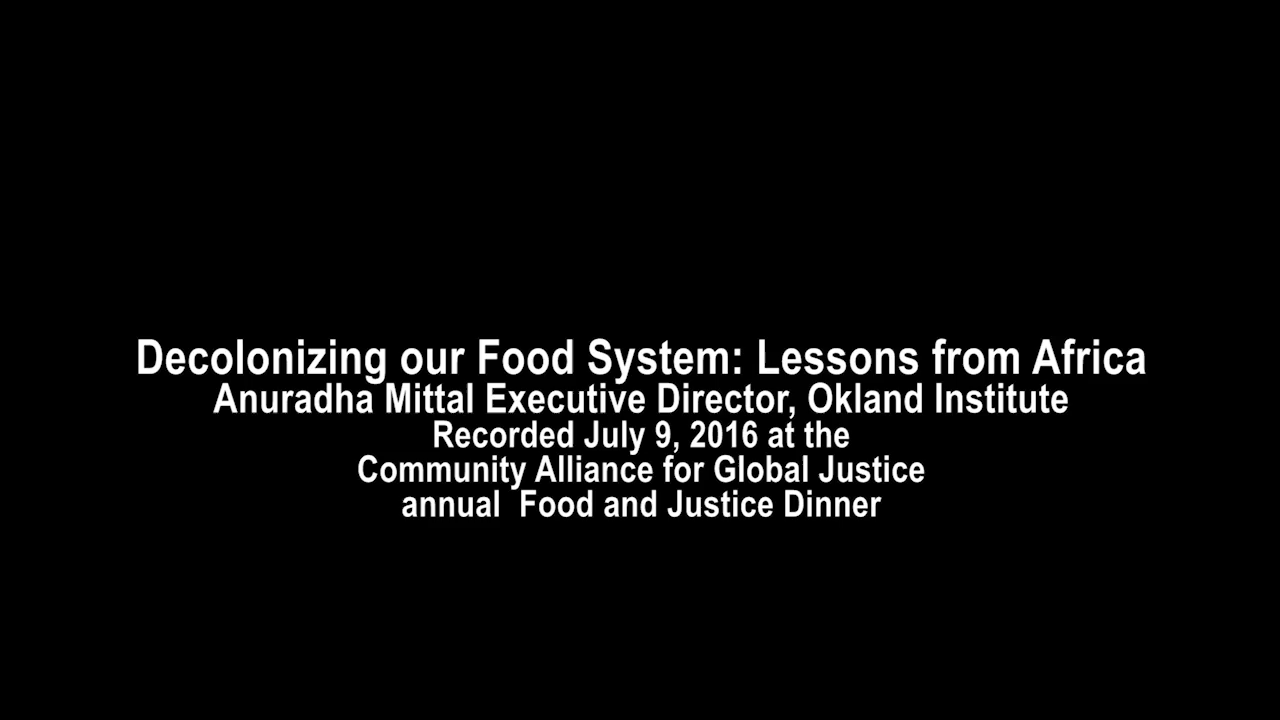 Decolonizing our Food System: Lessons from Africa
Anuradha Mittal Executive Director, Okland Institute
Recorded July 9, 2016 at the
Community Alliance for Global Justice
annual  Food and Justice Dinner